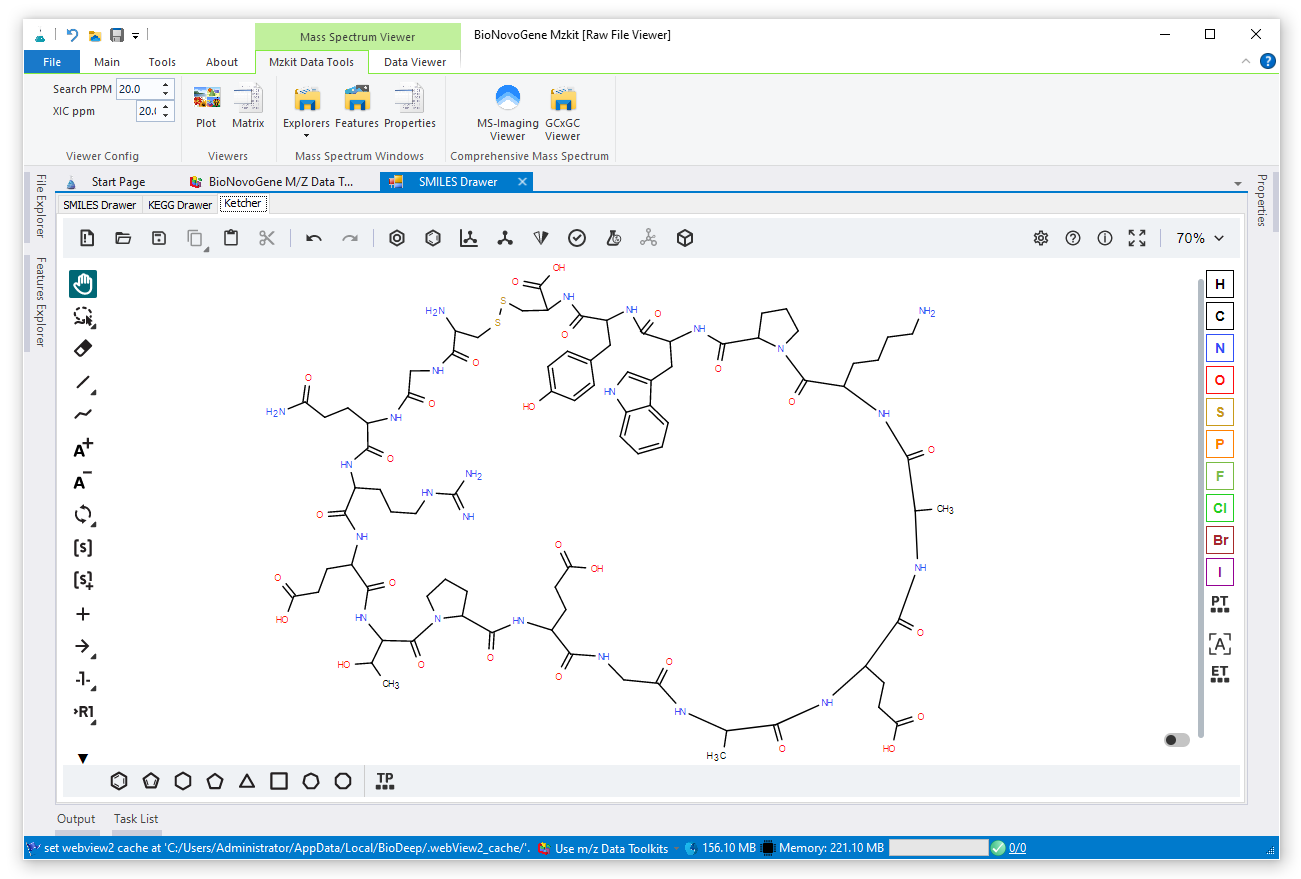 Mass Spectrum Viewer
BioNovoGene Mzkit [Raw File Viewer]
File
Main
Tools
About
Mzkit Data Tools
Data Viewer
Search PPM 20.0
XIC ppm 20.
Viewer Config
Plot
Matrix
Viewers
Explorers
Features
Properties
Mass Spectrum Windows
MS-Imaging
Viewer
GCxGC
Viewer
Comprehensive Mass Spectrum
File Explorer
Features Explorer
Start Page
BioNovoGene M/Z Data T...
SMILES Drawer
Properties
SMILES Drawer
KEGG Drawer
Ketcher
70%
A+
A-
[s]
[s]+
-1-
R1
O
OH
S
S
H2N
O
NH
O
NH
O
NH
O
NH2
NH
O
N
O
HO
HN
O
H2N
NH
O
NH
O
O
HN
O
NH
NH2
NH
O
CH3
NH
O
NH
O
HO
O
HN
HO
CH3
O
N
O
NH
O
OH
O
NH
O
HN
H3C
O
NH
O
HO
O
H
C
N
O
S
P
F
Cl
Br
I
PT
[A]
ET
TP
Output
Task List
set webview2 cache at 'C:/Users/Administrator/AppData/Local/BioDeep/.webView2_cache/'.
Use m/z Data Toolkits
156.10 MB
Memory: 221.10 MB
0/0